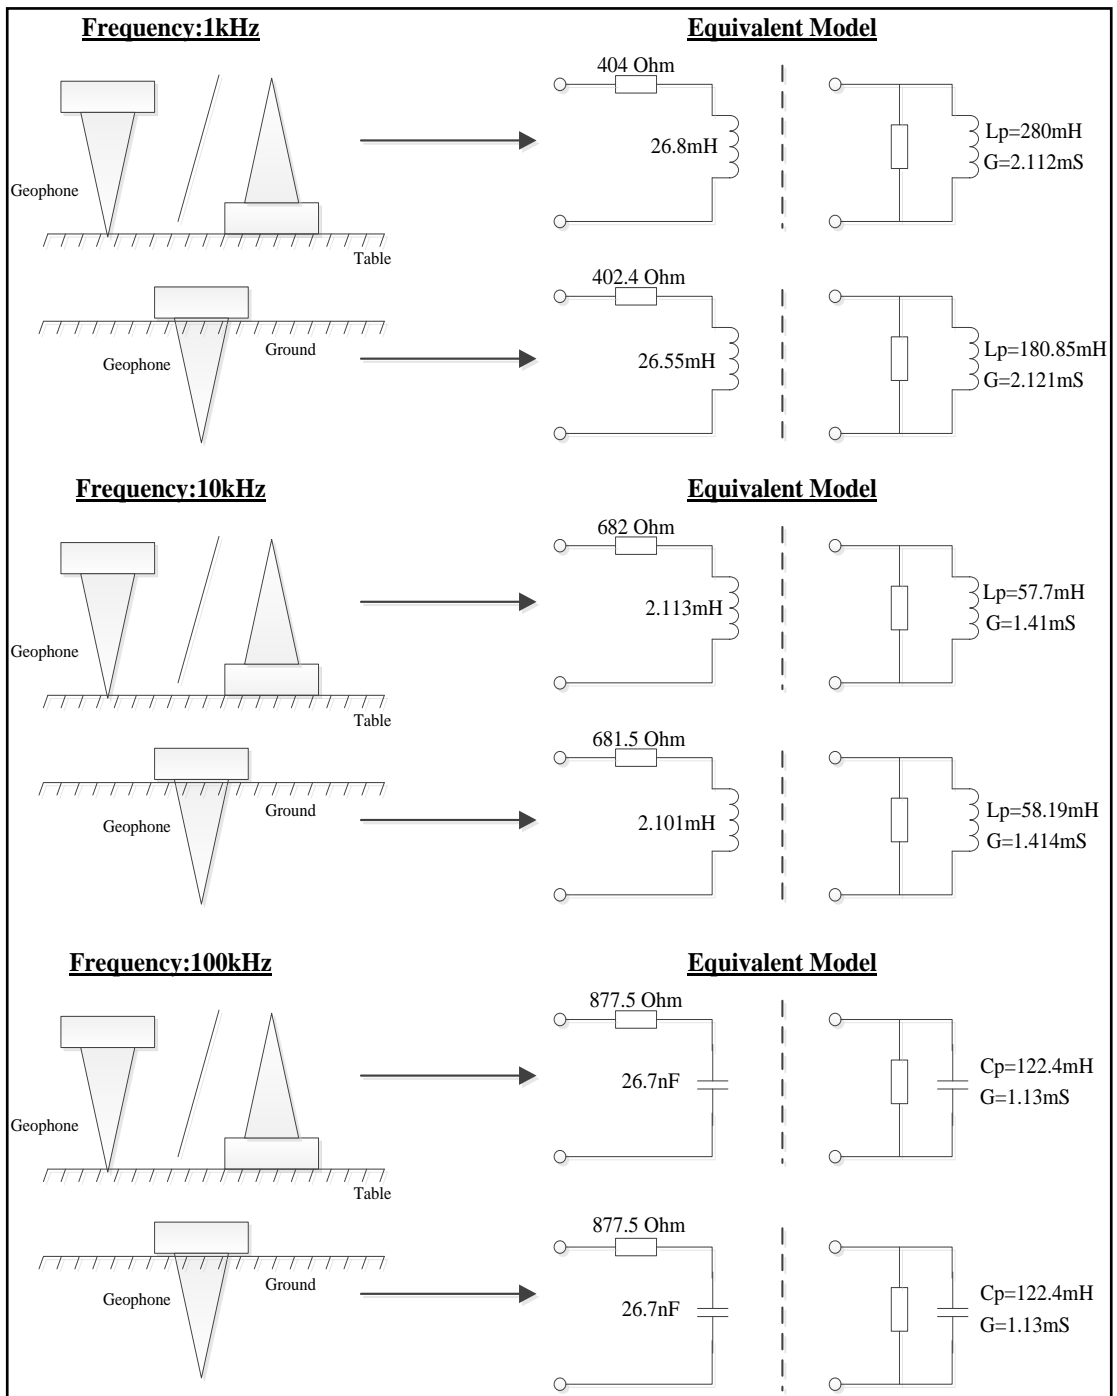 Frequency:1kHz
Equivalent Model
404 Ohm
26.8mH
Lp=280mH
G=2.112mS
Geophone
Table
402.4 Ohm
26.55mH
Lp=180.85mH
G=2.121mS
Geophone
Ground
Frequency:10kHz
Equivalent Model
682 Ohm
2.113mH
Lp=57.7mH
G=1.41mS
Geophone
Table
681.5 Ohm
2.101mH
Lp=58.19mH
G=1.414mS
Geophone
Ground
Frequency:100kHz
Equivalent Model
877.5 Ohm
26.7nF
Cp=122.4mH
G=1.13mS
Geophone
Table
877.5 Ohm
26.7nF
Cp=122.4mH
G=1.13mS
Geophone
Ground